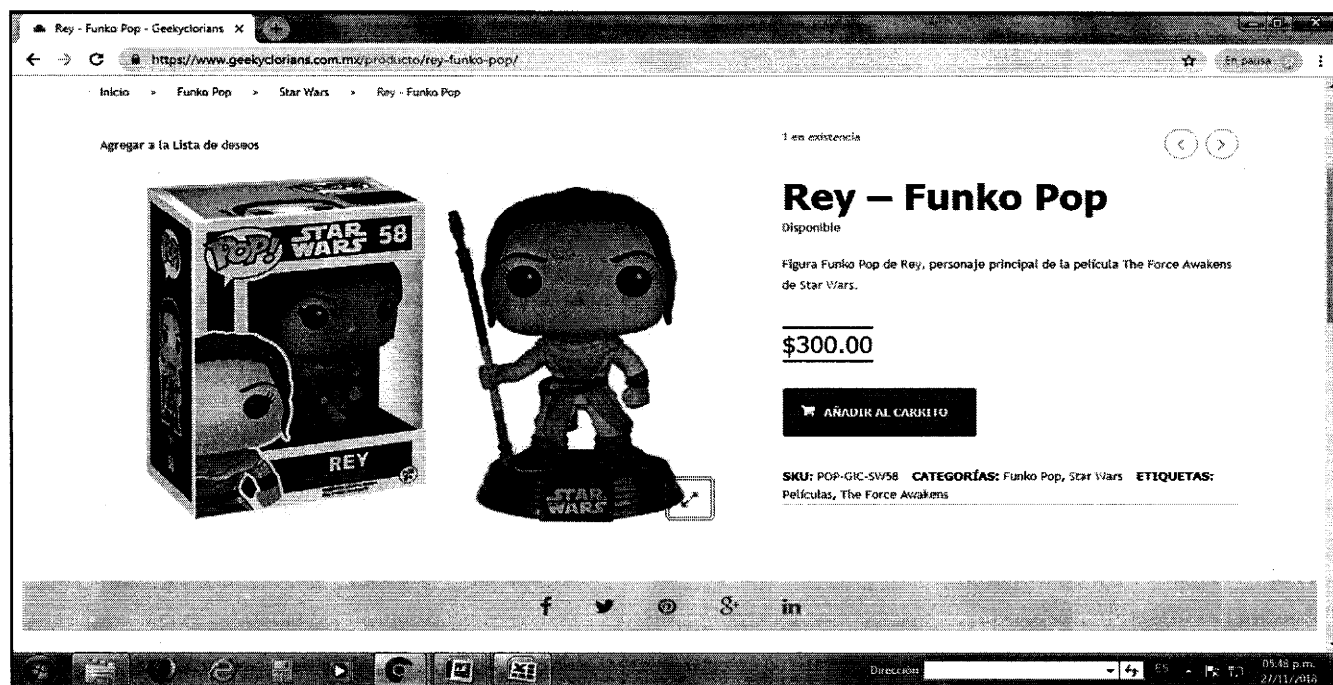 Rey - Funko Pop - Geekyclorians
https://www.geekyclorians.com.mx/producto/rey-funko-pop/
En pausa
Inicio > Funko Pop > Star Wars > Rey - Funko Pop
Agregar a la Lista de deseos
1 en existencia
Rey – Funko Pop
Disponible
Figura Funko Pop de Rey, personaje principal de la película The Force Awakens
de Star Wars.
$300.00
AÑADIR AL CARRITO
SKU: POP-GIC-SW58 CATEGORÍAS: Funko Pop, Star Wars ETIQUETAS:
Películas, The Force Awakens
POP!
STAR
WARS
58
REY
STAR
WARS
Dirección
ES
05:48 p.m.
27/11/2018